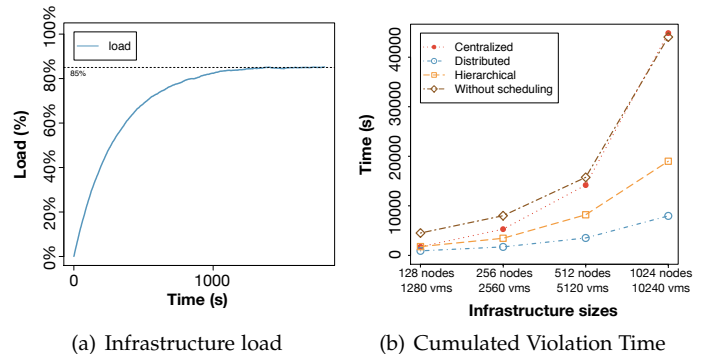 100%
80%
60%
40%
20%
0%
Load (%)
load
85%
0
1000
Time (s)
(a) Infrastructure load
40000
30000
20000
10000
0
Time (s)
Centralized
Distributed
Hierarchical
Without scheduling
128 nodes
1280 vms
256 nodes
2560 vms
512 nodes
5120 vms
1024 nodes
10240 vms
Infrastructure sizes
(b) Cumulated Violation Time